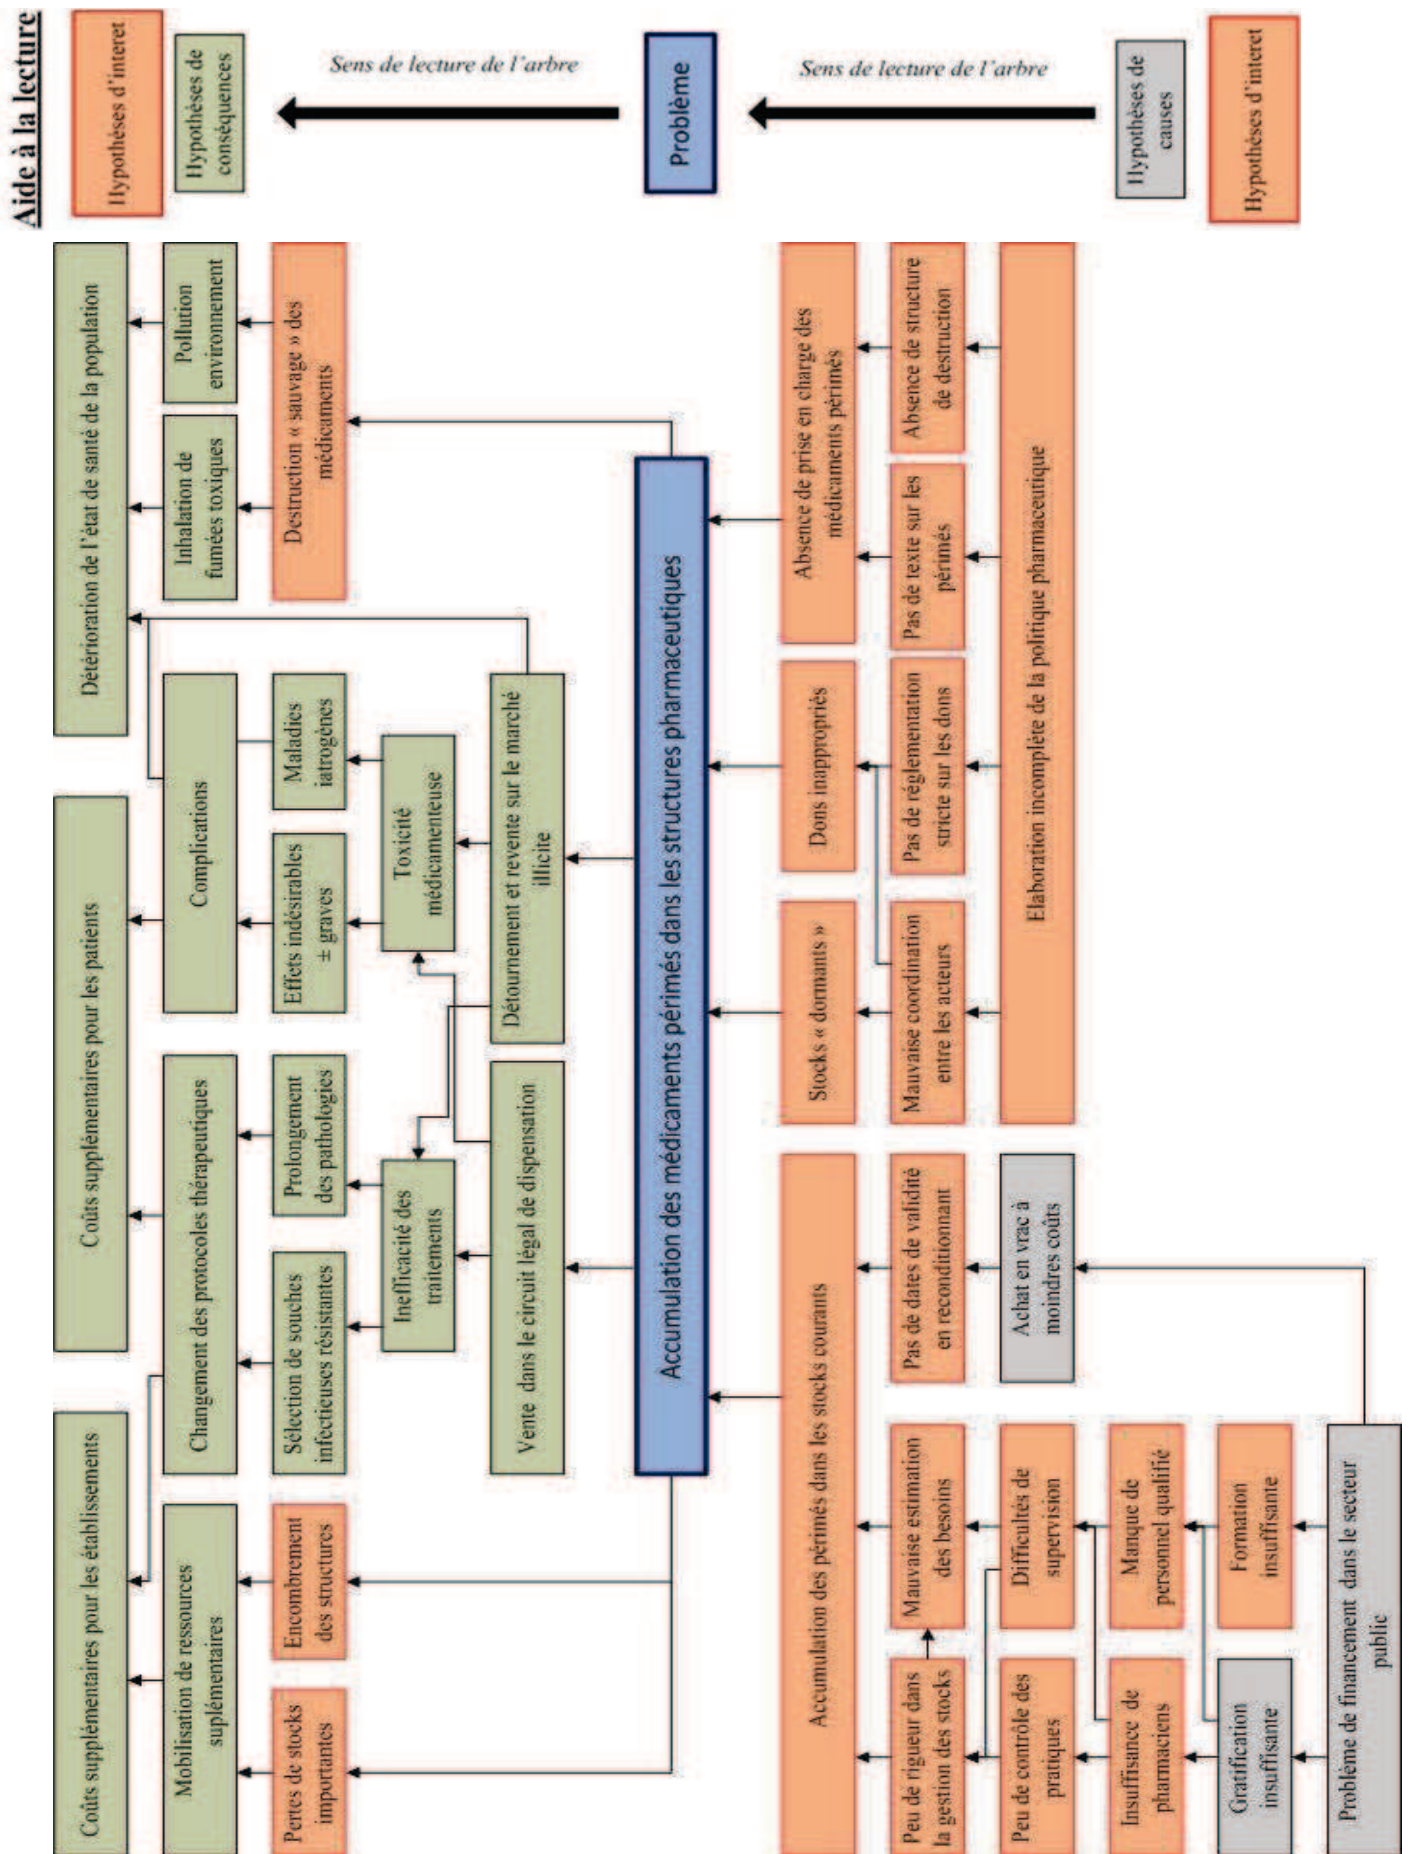 Aide à la lecture
Hypothèses d'interet
Hypothèses de
conséquences
Sens de lecture de l'arbre
Problème
Sens de lecture de l'arbre
Hypothèses de
causes
Hypothèses d'interet
Coûts supplémentaires pour les établissements
Coûts supplémentaires pour les patients
Détérioration de l'état de santé de la population
Mobilisation de ressources
suplémentaires
Changement des protocoles thérapeutiques
Complications
Inhalation de
fumées toxiques
Pollution
environnement
Pertes de stocks
importantes
Encombrement
des structures
Sélection de souches
infectieuses résistantes
Prolongement
des pathologies
Effets indésirables
± graves
Maladies
iatrogènes
Destruction « sauvage » des
médicaments
Inefficacité des
traitements
Toxicité
médicamenteuse
Vente dans le circuit légal de dispensation
Détournement et revente sur le marché
illicite
Accumulation des médicaments périmés dans les structures pharmaceutiques
Accumulation des périmés dans les stocks courants
Stocks « dormants »
Dons inappropriés
Absence de prise en charge des
médicaments périmés
Peu de rigueur dans
la gestion des stocks
Mauvaise estimation
des besoins
Pas de dates de validité
en reconditionnant
Mauvaise coordination
entre les acteurs
Pas de réglementation
stricte sur les dons
Pas de texte sur les
périmés
Absence de structure
de destruction
Peu de contrôle des
pratiques
Difficultés de
supervision
Achat en vrac à
moindres coûts
Elaboration incomplète de la politique pharmaceutique
Insuffisance de
pharmaciens
Manque de
personnel qualifié
Gratification
insuffisante
Formation
insuffisante
Problème de financement dans le secteur
public